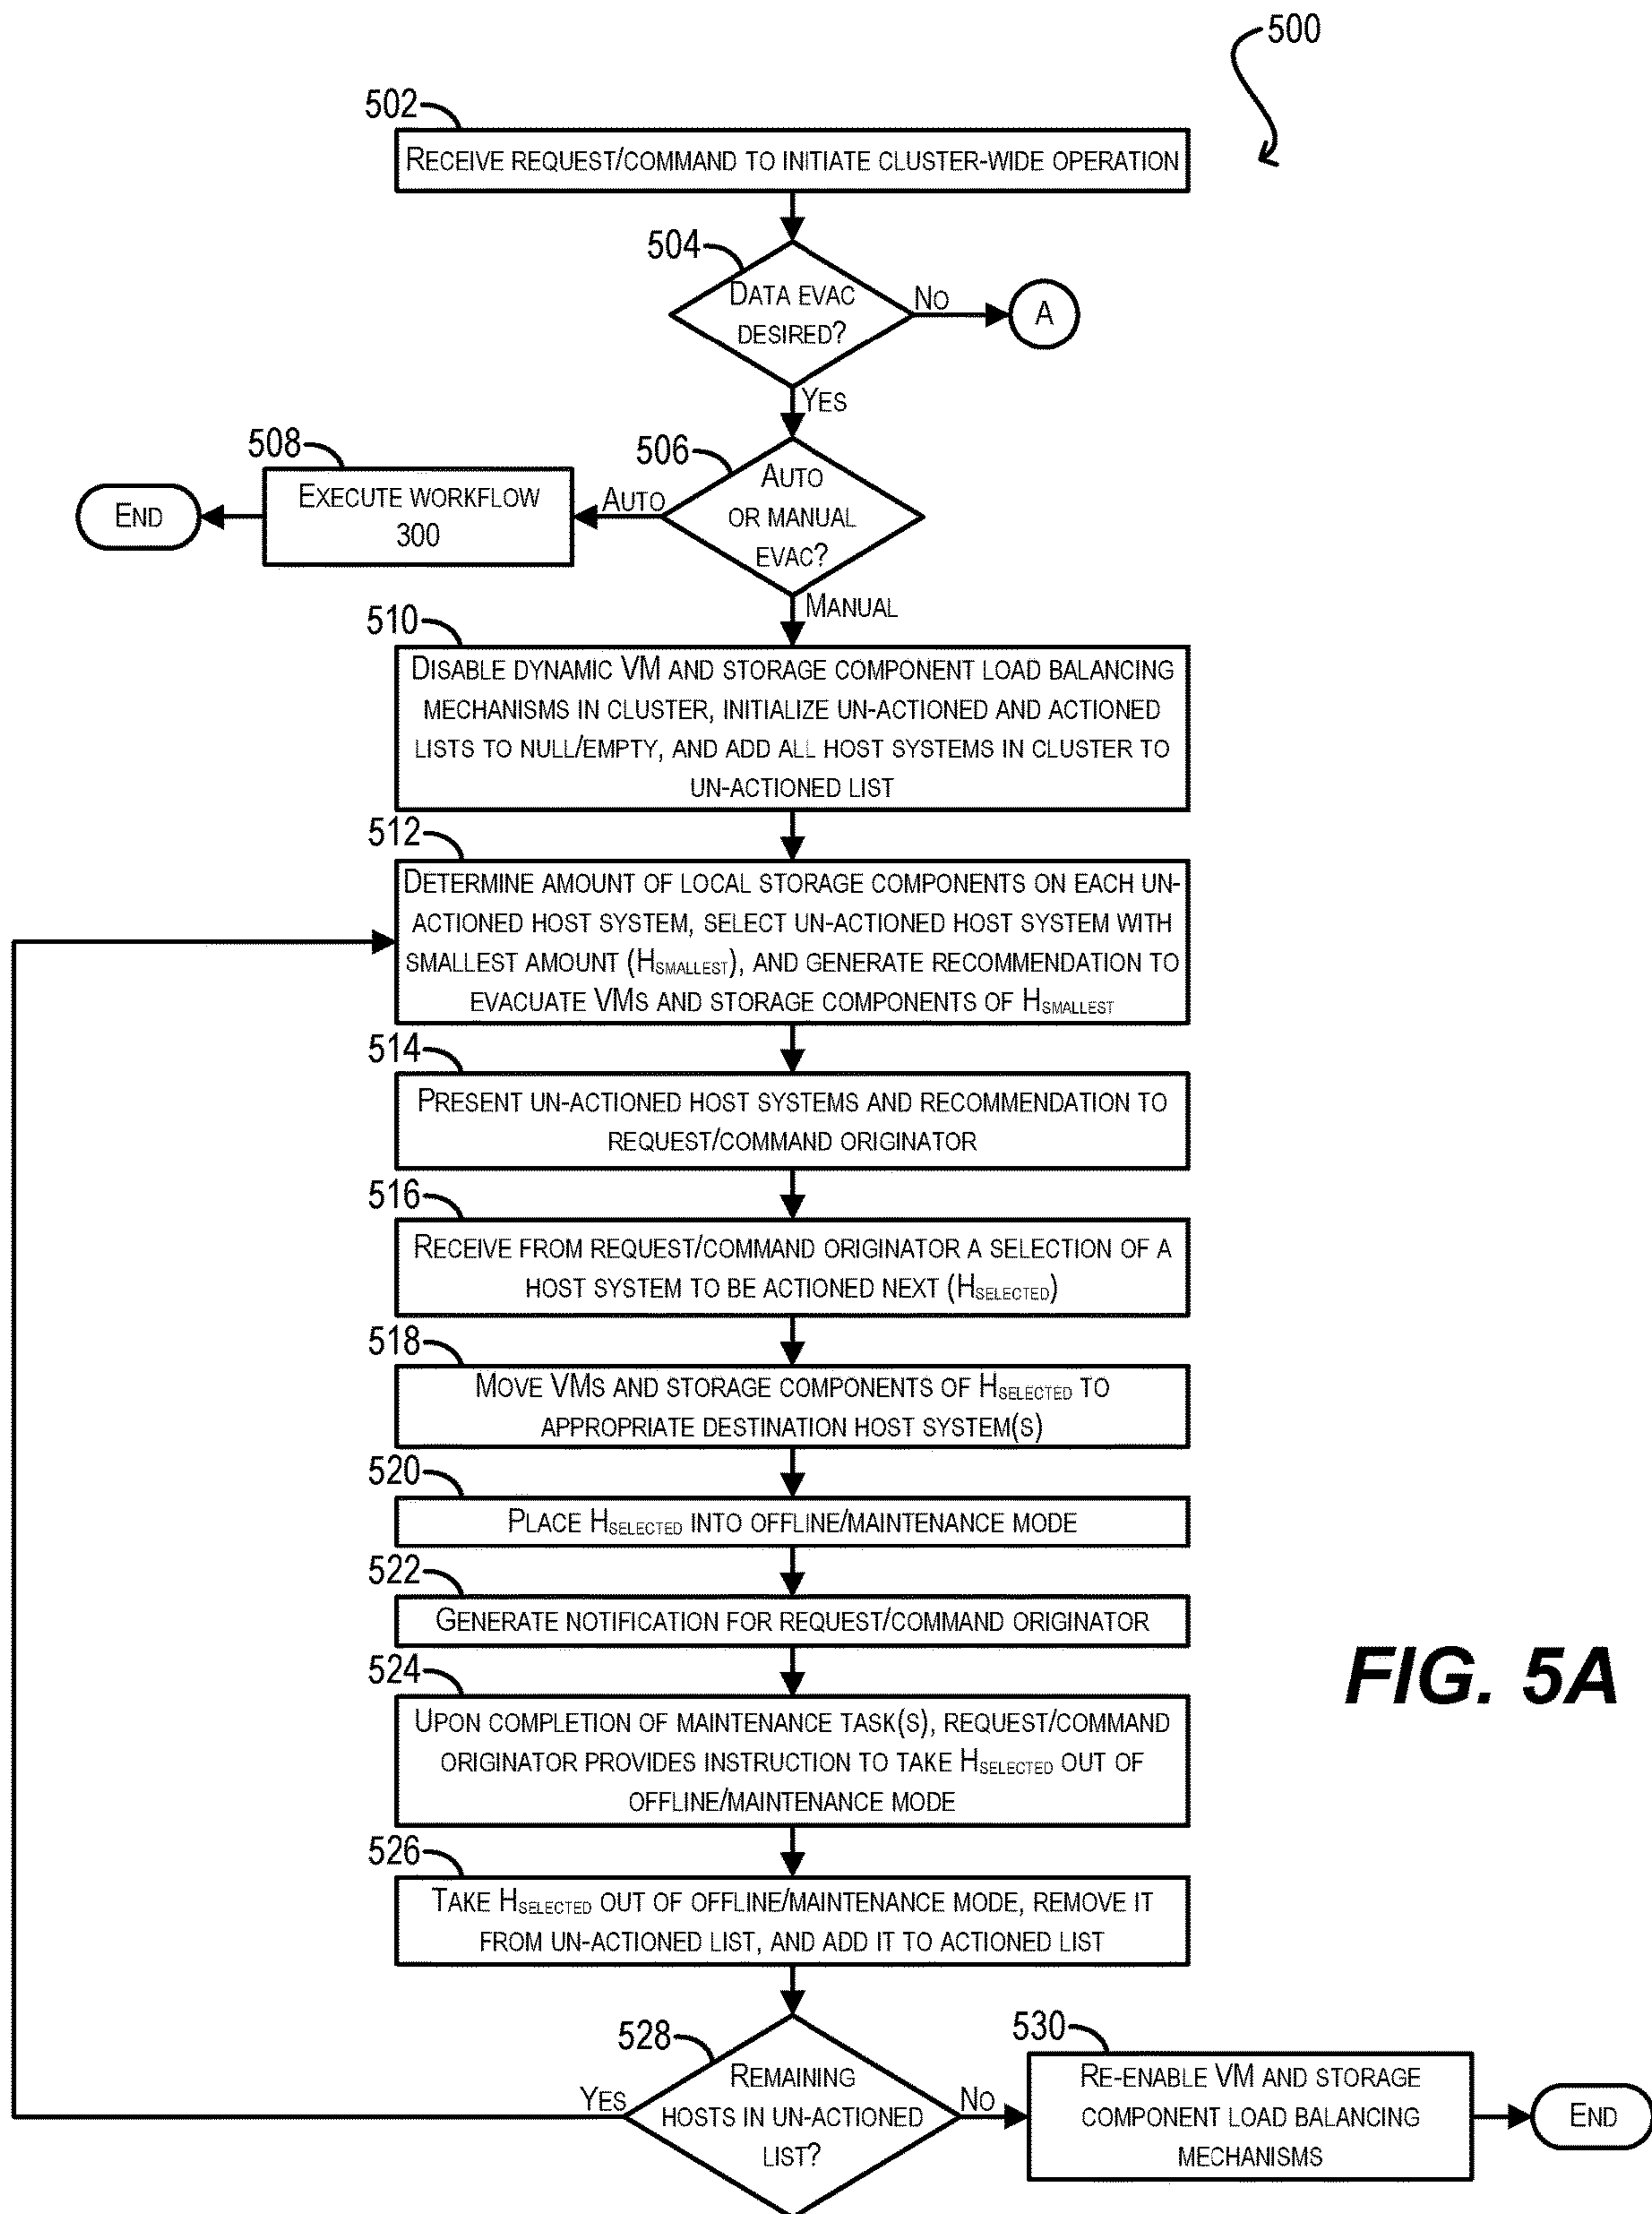 500
502
RECEIVE REQUEST/COMMAND TO INITIATE CLUSTER-WIDE OPERATION
504
DATA EVAC
DESIRED?
NO
A
YES
506
AUTO
OR MANUAL
EVAC?
AUTO
508
EXECUTE WORKFLOW
300
END
MANUAL
510
DISABLE DYNAMIC VM AND STORAGE COMPONENT LOAD BALANCING
MECHANISMS IN CLUSTER, INITIALIZE UN-ACTIONED AND ACTIONED
LISTS TO NULL/EMPTY, AND ADD ALL HOST SYSTEMS IN CLUSTER TO
UN-ACTIONED LIST
512
DETERMINE AMOUNT OF LOCAL STORAGE COMPONENTS ON EACH UN-
ACTIONED HOST SYSTEM, SELECT UN-ACTIONED HOST SYSTEM WITH
SMALLEST AMOUNT (HSMALLEST), AND GENERATE RECOMMENDATION TO
EVACUATE VMS AND STORAGE COMPONENTS OF HSMALLEST
514
PRESENT UN-ACTIONED HOST SYSTEMS AND RECOMMENDATION TO
REQUEST/COMMAND ORIGINATOR
516
RECEIVE FROM REQUEST/COMMAND ORIGINATOR A SELECTION OF A
HOST SYSTEM TO BE ACTIONED NEXT (HSELECTED)
518
MOVE VMS AND STORAGE COMPONENTS OF HSELECTED TO
APPROPRIATE DESTINATION HOST SYSTEM(S)
520
PLACE HSELECTED INTO OFFLINE/MAINTENANCE MODE
522
GENERATE NOTIFICATION FOR REQUEST/COMMAND ORIGINATOR
524
UPON COMPLETION OF MAINTENANCE TASK(S), REQUEST/COMMAND
ORIGINATOR PROVIDES INSTRUCTION TO TAKE HSELECTED OUT OF
OFFLINE/MAINTENANCE MODE
526
TAKE HSELECTED OUT OF OFFLINE/MAINTENANCE MODE, REMOVE IT
FROM UN-ACTIONED LIST, AND ADD IT TO ACTIONED LIST
528
REMAINING
HOSTS IN UN-ACTIONED
LIST?
YES
NO
530
RE-ENABLE VM AND STORAGE
COMPONENT LOAD BALANCING
MECHANISMS
END
FIG. 5A